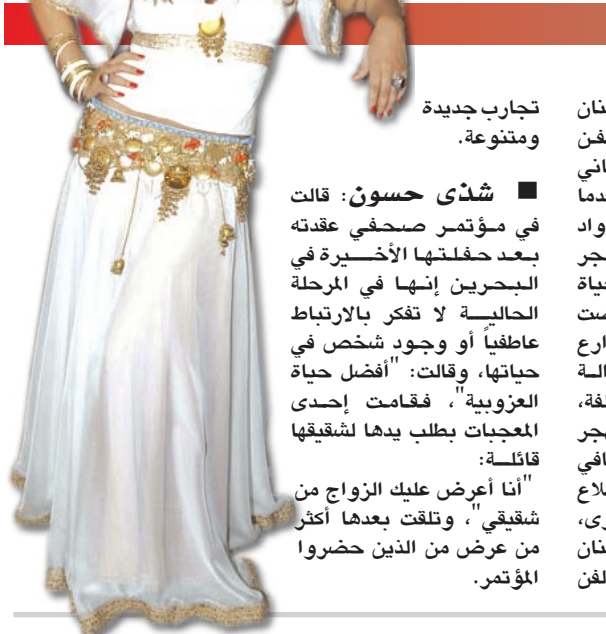 تجارب جديدة
ومتنوعة.
■ شذى حسون: قالت
في مؤتمر صحفي عقدته
بعد حفلتها الأخيرة في
البحرين إنها في المرحلة
الحالية لا تفكر بالارتباط
عاطفياً أو وجود شخص في
حياتها، وقالت: "أفضل حياة
العزوبية"، فقامت إحدى
المعجبات بطلب يدها لشقيقها
قائلة:
"أنا أعرض عليك الزواج من
شقيقي"، وتلقت بعدها أكثر
من عرض من الذين حضروا
المؤتمر.